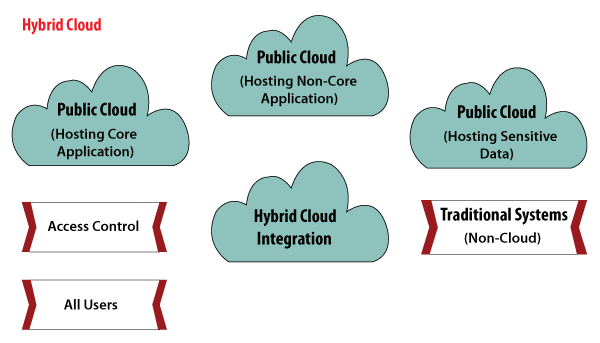 Hybrid Cloud
Public Cloud
(Hosting Non-Core
Application)
Public Cloud
(Hosting Core
Application)
Public Cloud
(Hosting Sensitive
Data)
Access Control
Hybrid Cloud
Integration
Traditional Systems
(Non-Cloud)
All Users